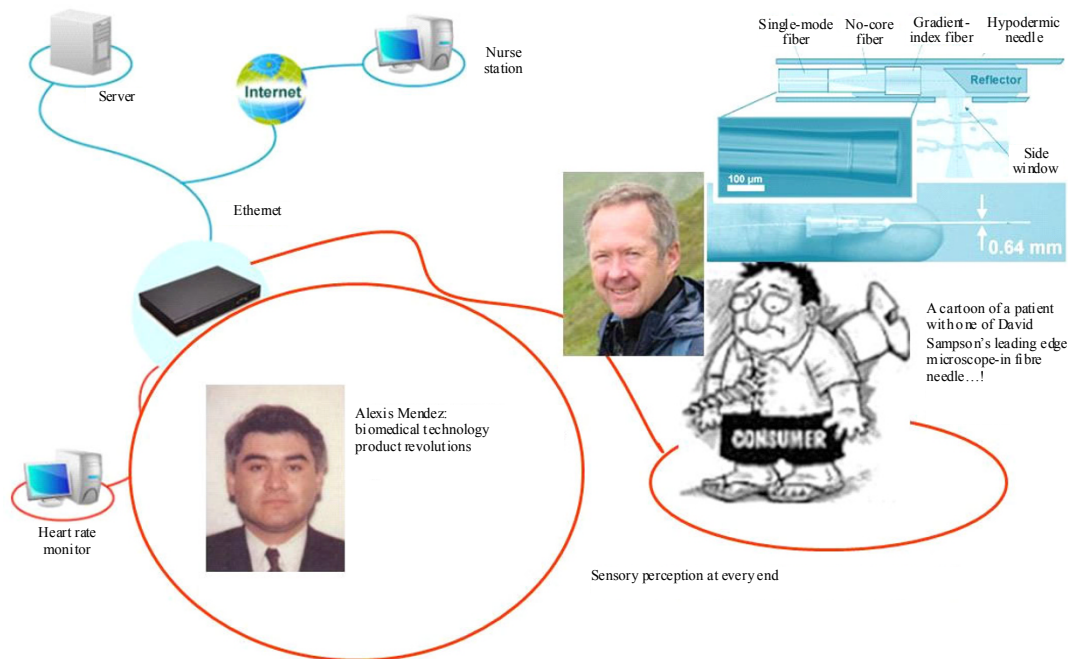 Single-mode
fiber
No-core
fiber
Gradient-
index fiber
Hypodermic
needle
Reflector
Side
window
100 µm
0.64 mm
Nurse
station
Server
Internet
Ethernet
A cartoon of a patient
with one of David
Sampson's leading edge
microscope-in fibre
needle…!
CONSUMER
Alexis Mendez:
biomedical technology
product revolutions
Heart rate
monitor
Sensory perception at every end